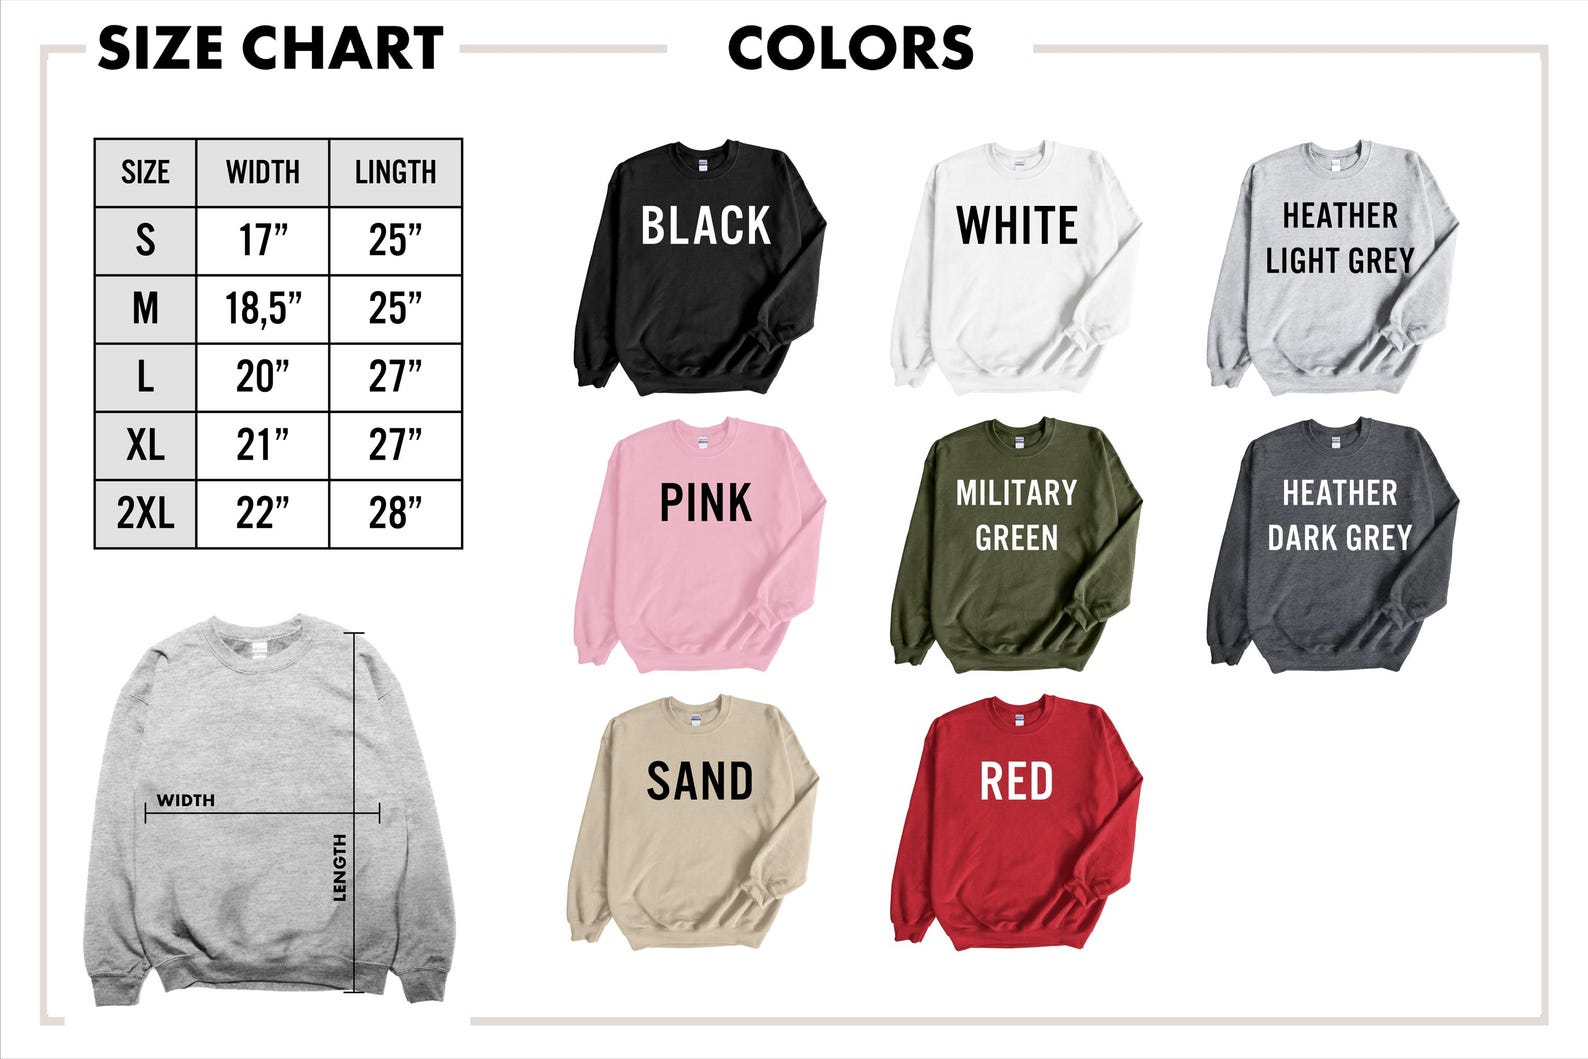 SIZE CHART
COLORS
SIZE WIDTH LINGTH
S 17” 25”
M 18,5” 25”
L 20” 27”
XL 21” 27”
2XL 22” 28”
WIDTH
LENGTH
BLACK
WHITE
HEATHER
LIGHT GREY
PINK
MILITARY
GREEN
HEATHER
DARK GREY
SAND
RED